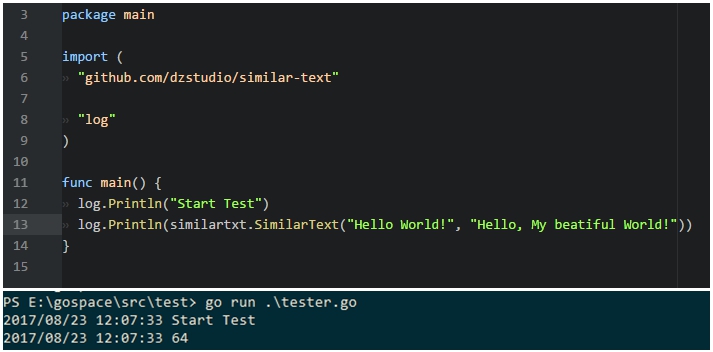 3 package main
4
5 import (
6 » "github.com/dzstudio/similar-text"
7
8 » "log"
9 )
10
11 func main() {
12 » log.Println("Start Test")
13 » log.Println(similartxt.SimilarText("Hello World!", "Hello, My beatiful World!"))
14 }
15
PS E:\gospace\src\test> go run .\tester.go
2017/08/23 12:07:33 Start Test
2017/08/23 12:07:33 64